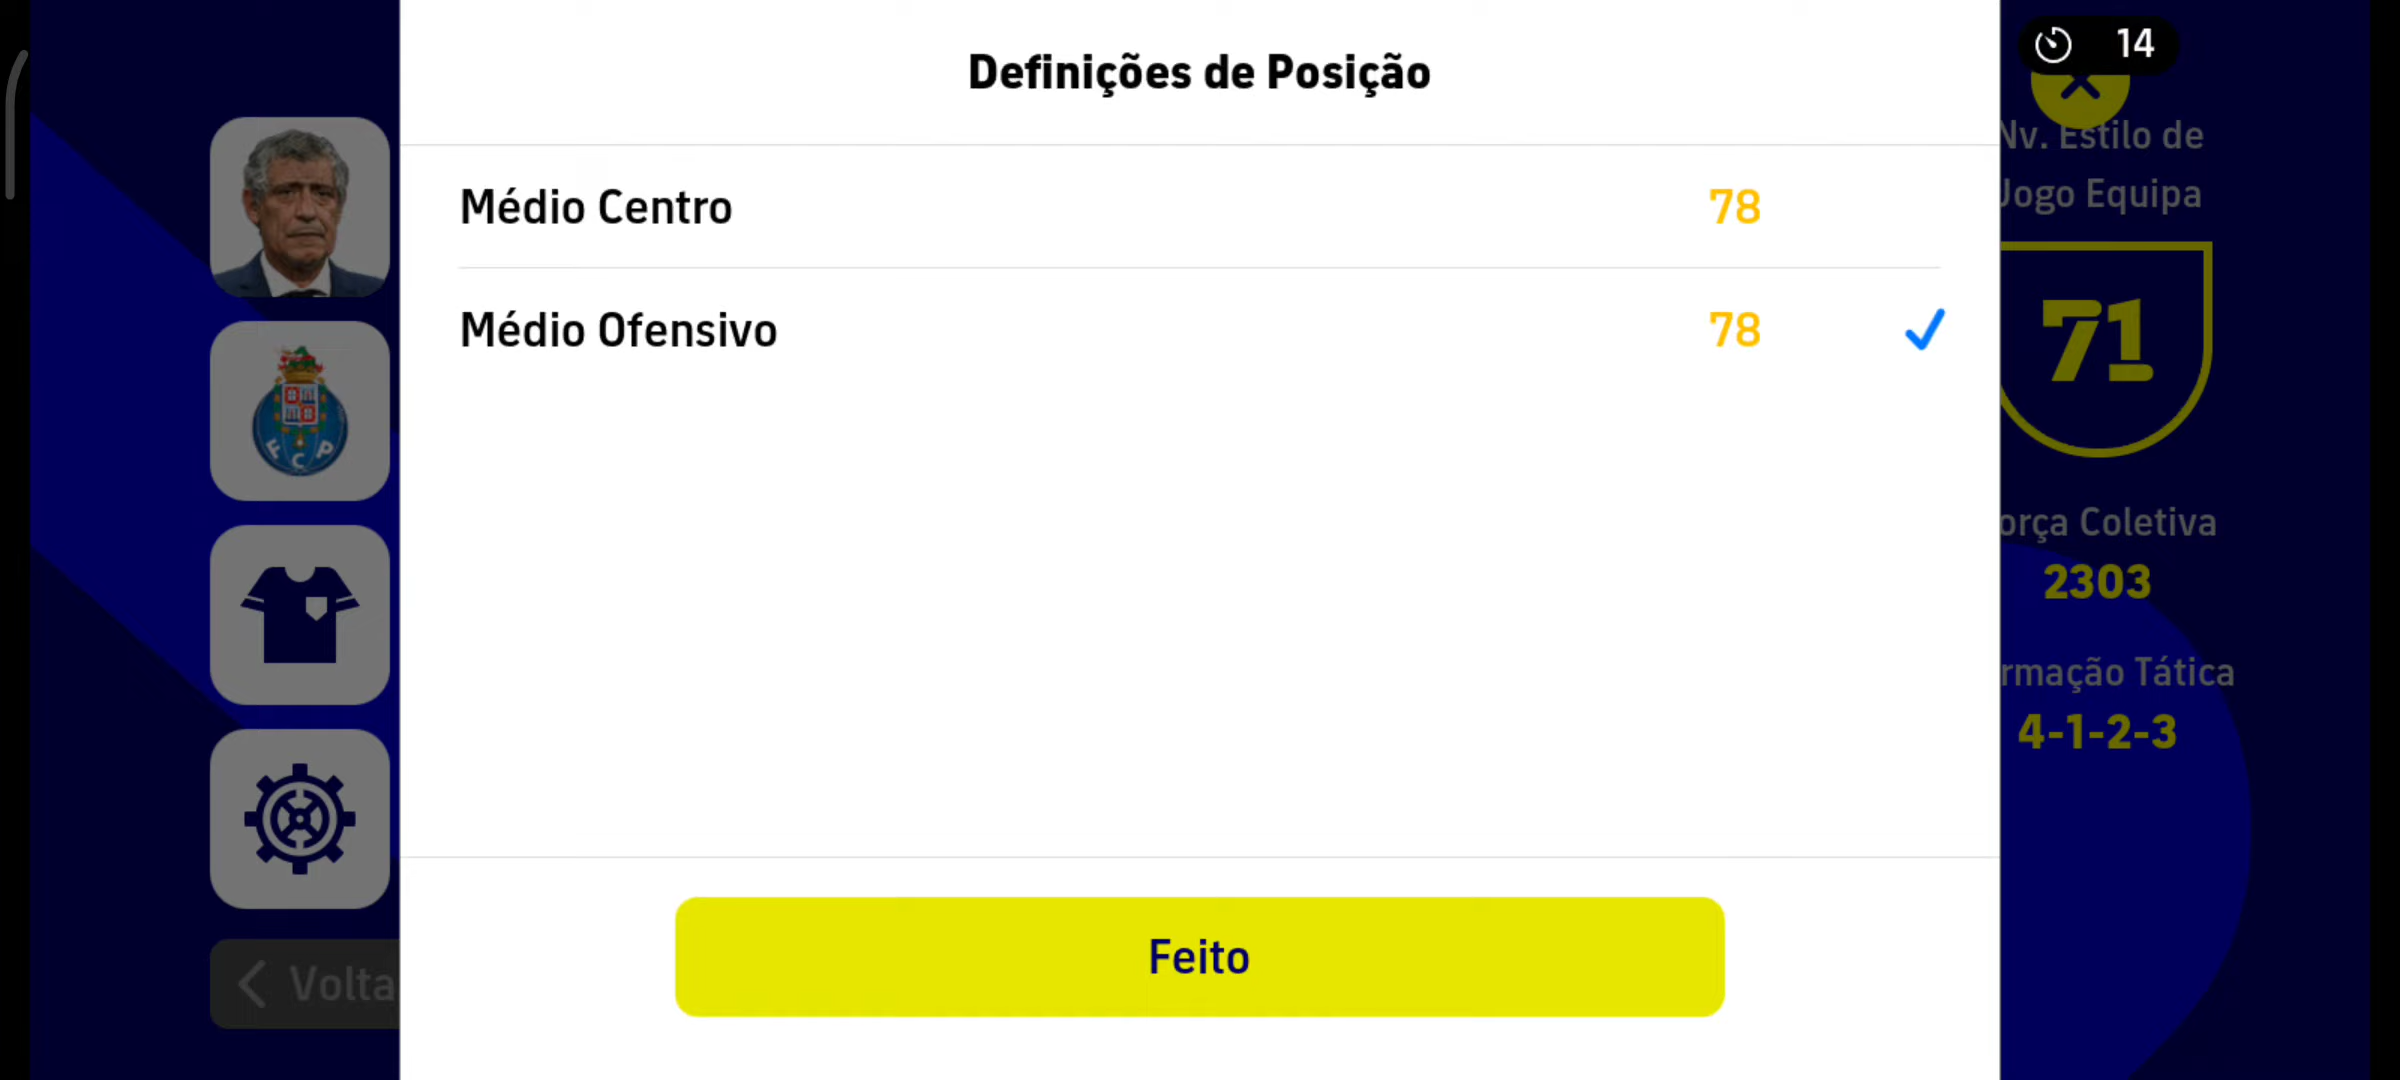 Definições de Posição
Médio Centro 78
Médio Ofensivo 78
Feito
14
Nv. Estilo de
Jogo Equipa
71
orça Coletiva
2303
rmação Tática
4-1-2-3
FCP
Volta